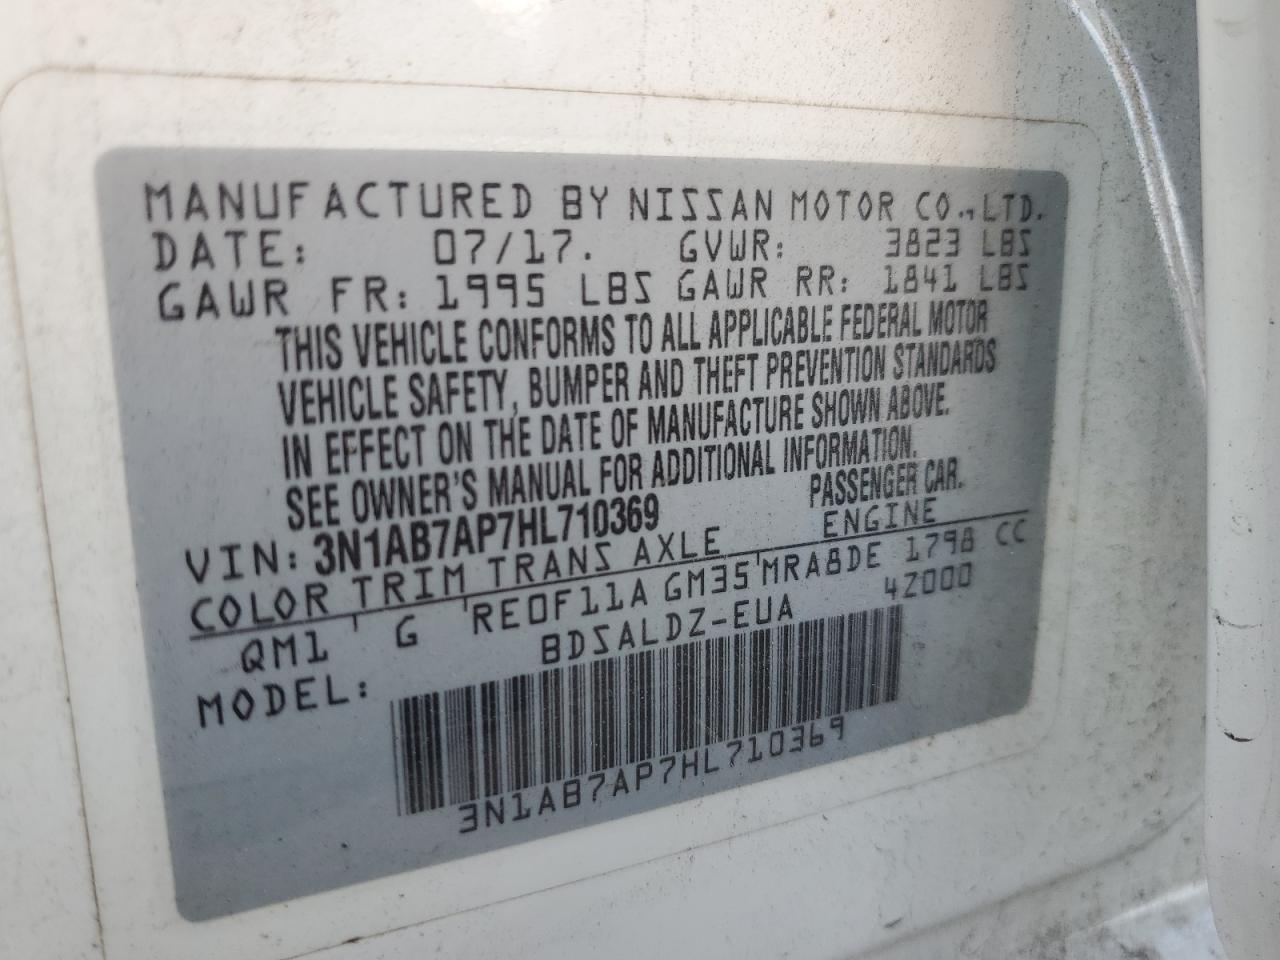 MANUFACTURED BY NISSAN MOTOR CO., LTD.
DATE: 07/17. GVWR: 3823 LBS
GAWR FR: 1995 LBS GAWR RR: 1841 LBS
THIS VEHICLE CONFORMS TO ALL APPLICABLE FEDERAL MOTOR
VEHICLE SAFETY, BUMPER AND THEFT PREVENTION STANDARDS
IN EFFECT ON THE DATE OF MANUFACTURE SHOWN ABOVE.
SEE OWNER'S MANUAL FOR ADDITIONAL INFORMATION.
VIN: 3N1AB7AP7HL710369 PASSENGER CAR.
COLOR TRIM TRANS AXLE ENGINE
QM1 G RE0F11A GM35 MRA8DE 1798 CC
MODEL: BDSALDZ-EUA 4Z000
3N1AB7AP7HL710369